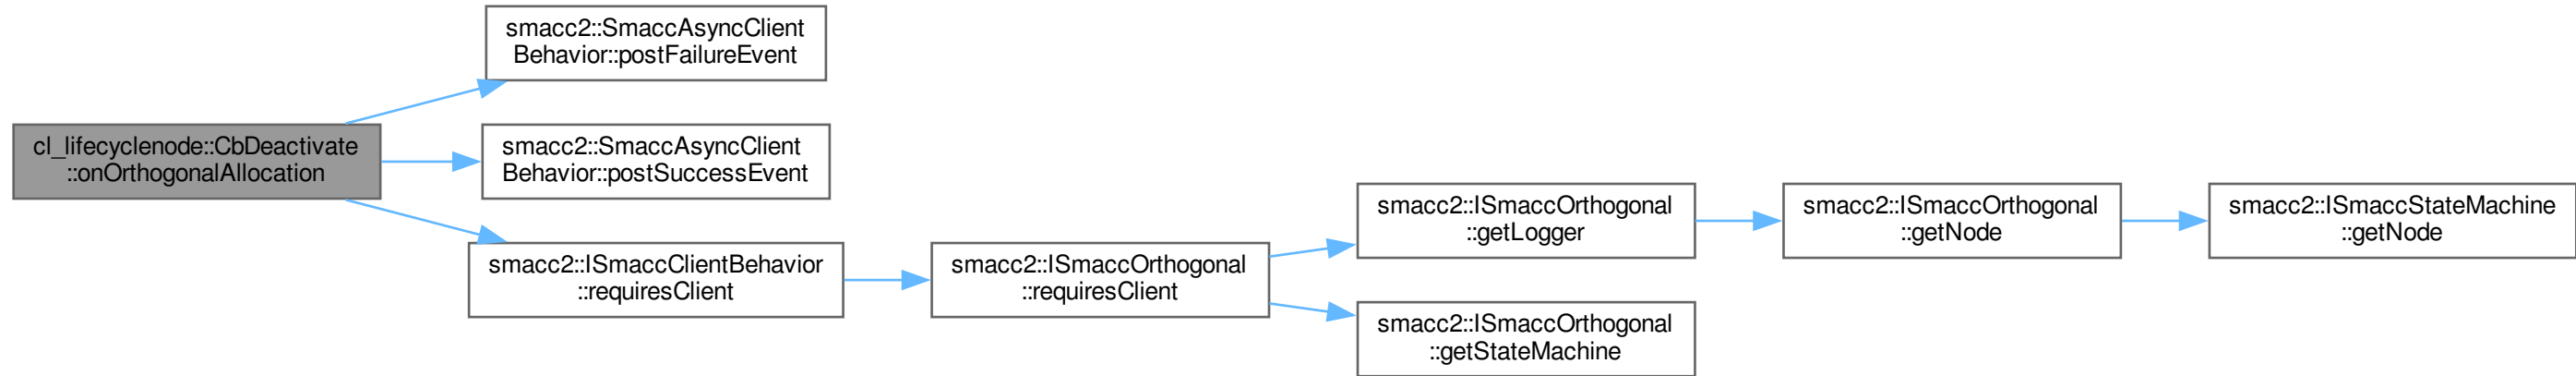 smacc2::SmaccAsyncClient
Behavior::postFailureEvent
cl_lifecyclenode::CbDeactivate
::onOrthogonalAllocation
smacc2::SmaccAsyncClient
Behavior::postSuccessEvent
smacc2::ISmaccClientBehavior
::requiresClient
smacc2::ISmaccOrthogonal
::requiresClient
smacc2::ISmaccOrthogonal
::getLogger
smacc2::ISmaccOrthogonal
::getNode
smacc2::ISmaccStateMachine
::getNode
smacc2::ISmaccOrthogonal
::getStateMachine